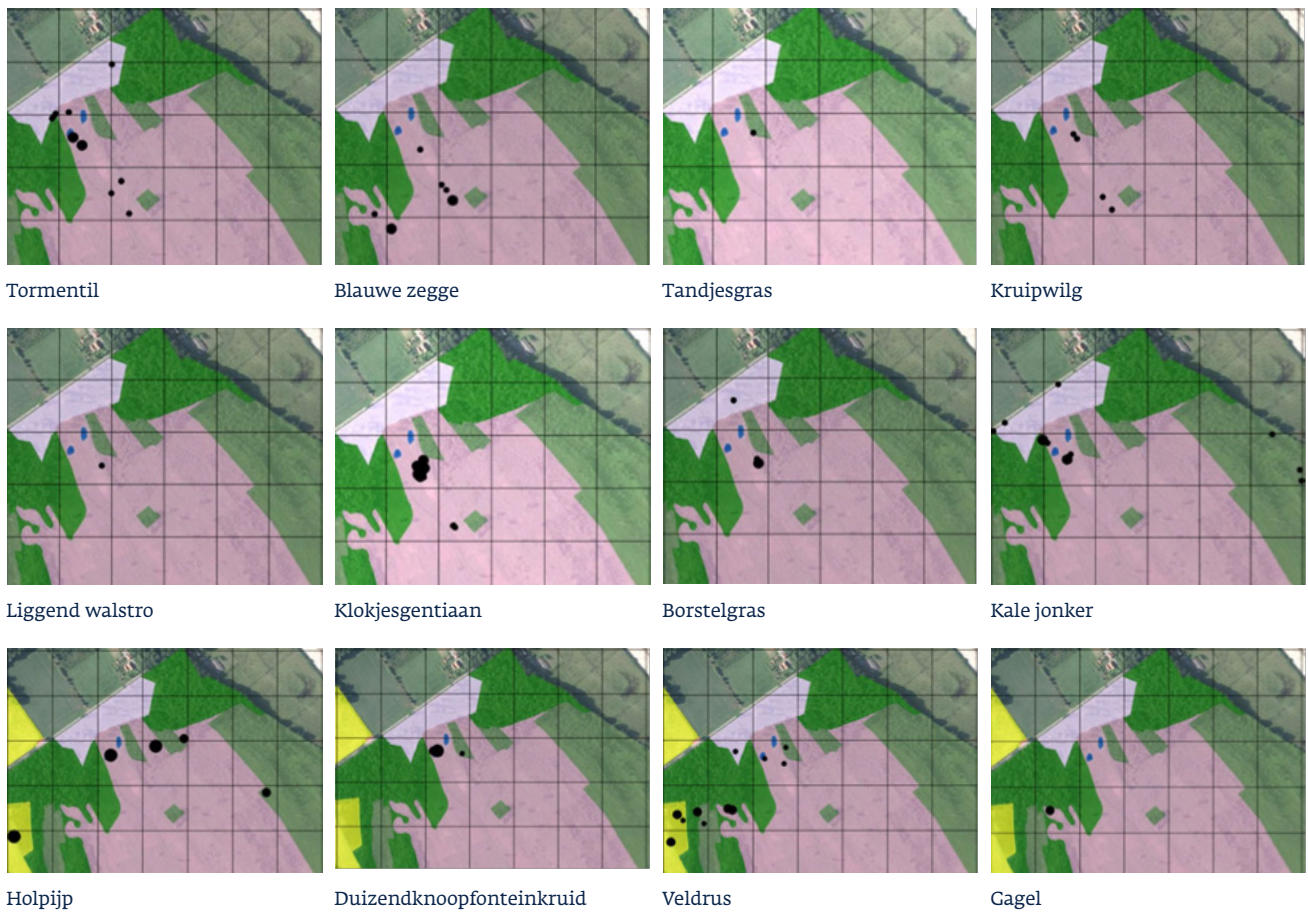 Tormentil
Blauwe zegge
Tandjesgras
Kruipwilg
Liggend walstro
Klokjesgentiaan
Borstelgras
Kale jonker
Holpijp
Duizendknoopfonteinkruid
Veldrus
Gagel